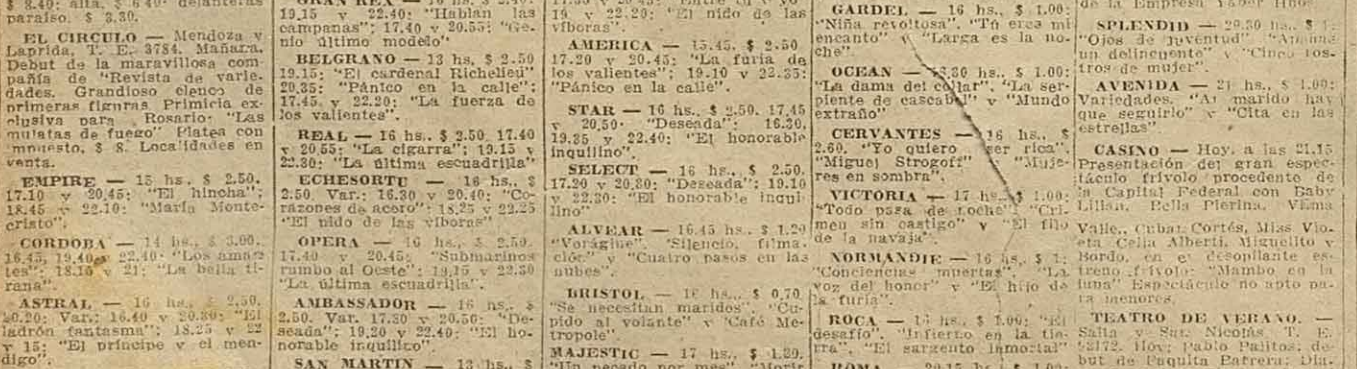 $ 8.40; alta, $ 6.40; delanteras
paraíso, $ 3.30.
EL CIRCULO — Mendoza y
Laprida, T. E. 3784. Mañara.
Debut de la maravillosa com-
pañía de "Revista de varie-
dades. Grandioso elenco de
primeras figuras. Primicia ex-
clusiva para Rosario: "Las
mulatas de fuego" Platea con
impuesto, $ 8. Localidades en
venta.
EMPIRE — 15 hs., $ 2.50.
17.10 y 20.45: "El hincha";
18.45 y 22.10: "María Monte-
cristo".
CORDOBA — 14 hs., $ 3.00.
16.45, 19.40 y 22.40: "Los aman-
tes"; 18.15 y 21: "La bella ti-
rana".
ASTRAL — 16 hs., $ 2.50.
20.20: Var.; 16.40 y 20.30: "El
ladrón fantasma"; 18.25 y 22
y 15: "El príncipe y el men-
digo".
GRAN REX — 16 hs., $
19.15 y 22.40: "Hablan las
campanas"; 17.40 y 20.55: "Ge-
nio último modelo"
BELGRANO — 13 hs, $ 2.50
19.15: "El cardenal Richelieu"
20.35: "Pánico en la calle";
17.45 y 22.20: "La fuerza de
los valientes".
REAL — 16 hs., $ 2.50, 17.40
y 20.55: "La cigarra"; 19.15 y
22.30: "La última escuadrilla"
ECHESORTU — 16 hs., $
2.50 Var.: 16.30 y 20.40: "Co-
razones de acero"; 18.25 y 22.25
"El nido de las víboras"
OPERA — 16 hs., $ 2.50.
17.40 y 20.45: "Submarinos
rumbo al Oeste"; 19.15 y 22.30
"La última escuadrilla".
AMBASSADOR — 16 hs., $
2.50. Var. 17.30 y 20.50: "De-
seada"; 19.20 y 22.40: "El ho-
norable inquilino".
SAN MARTIN — 13 hs., $
19, y 22.20: "El nido de las
víboras".
AMERICA — 15.45, $ 2.50
17.20 y 20.45: "La furia de
los valientes"; 19.10 y 22.35:
"Pánico en la calle".
STAR — 16 hs., $ 2.50. 17.45
y 20.50: "Deseada"; 16.30,
19.35 y 22.40: "El honorable
inquilino".
SELECT — 16 hs., $ 2.50.
17.20 y 20.30: "Deseada"; 19.10
y 22.30: "El honorable inqui-
lino"
ALVEAR — 16.45 hs., $ 1.20
"Vorágine", "Silencio, filma-
ción" y "Cuatro pasos en las
nubes".
BRISTOL — 16 hs., $ 0.70.
"Se necesitan maridos", "Cu-
pido al volante" y "Café Me-
tropole"
MAJESTIC — 17 hs., $ 1.20.
GARDEL — 16 hs., $ 1.00:
"Niña revoltosa", "Tú eres mi
encanto" y "Larga es la no-
che".
OCEAN — 13.30 hs., $ 1.00:
"La dama del collar", "La ser-
piente de cascabel" y "Mundo
extraño"
CERVANTES — 16 hs., $
2.60. "Yo quiero ser rica",
"Miguel Strogoff" y "Muje-
res en sombra".
VICTORIA — 17 hs., $ 1.00:
"Todo pasa de noche", "Cri-
men sin castigo" y "El filo
de la navaja".
NORMANDIE — 16 hs., $ 1:
"Conciencias muertas", "La
voz del honor" y "El hijo de
la furia".
ROCA — 15 hs., $ 1.00: "El
desafío", "Infierno en la tie-
rra", "El sargento inmortal"
ROMA — 20.15 hs., $ 1.00:
de la Empresa
SPLENDID — 20.30 hs., $ 1:
"Ojos de juventud", "
un delincuente" y "Cinco ros-
tros de mujer".
AVENIDA — 21 hs., $ 1.00:
Variedades. "Al marido hay
que seguirlo" y "Cita en las
estrellas"
CASINO — Hoy, a las 21.15
Presentación del gran espec-
táculo frívolo procedente de
la Capital Federal con Baby
Lilian, Bella Pierina, Vilma
Valle, Cubar Cortés, Miss Vio-
eta Celia Alberti, Miguelito y
Bordo, en el desopilante es-
treno frívolo: "Mambo en la
luna" Espectáculo no apto pa-
ra menores.
TEATRO DE VERANO. —
Salta y San Nicolás, T. E.
92172. Hoy: Pablo Palitos; de-
but de Paquita